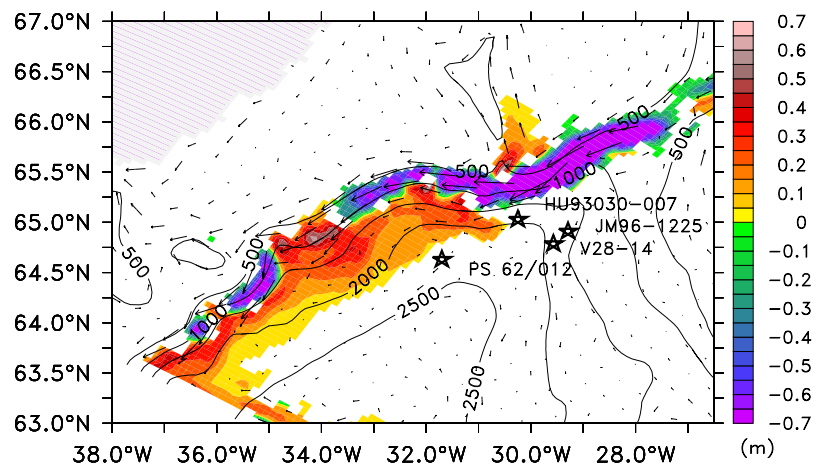 67.0°N
66.5°N
66.0°N
65.5°N
65.0°N
64.5°N
64.0°N
63.5°N
63.0°N
38.0°W 36.0°W 34.0°W 32.0°W 30.0°W 28.0°W
500
500
500
1000
HU93030-007
JM96-1225
V28-14
PS 62/012
500
500
2000
2500
1000
2500
0.7
0.6
0.5
0.4
0.3
0.2
0.1
0
-0.1
-0.2
-0.3
-0.4
-0.5
-0.6
-0.7
(m)